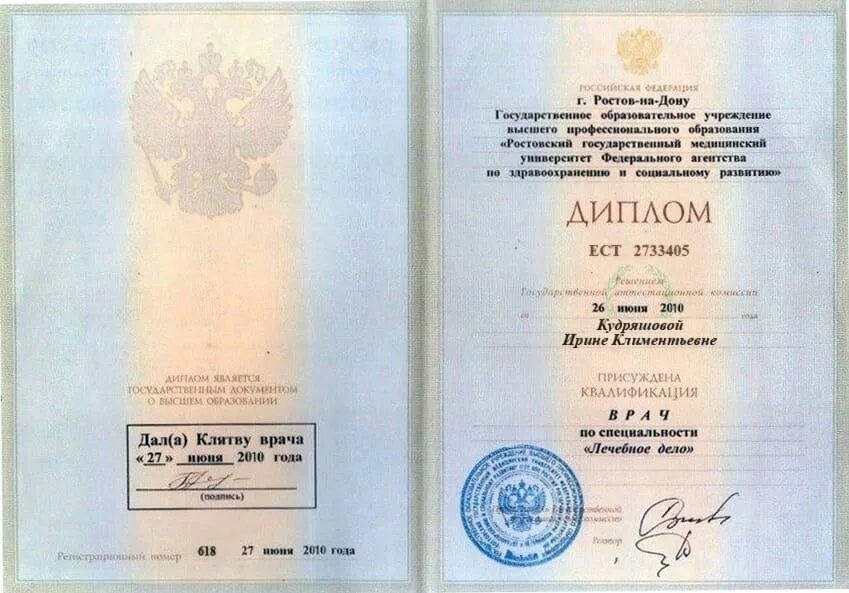 ДИПЛОМ ЯВЛЯЕТСЯ
ГОСУДАРСТВЕННЫМ ДОКУМЕНТОМ
О ВЫСШЕМ ОБРАЗОВАНИИ
Дал(а) Клятву врача
«27» июня 2010 года
(подпись)
Регистрационный номер 618 27 июня 2010 года
РОССИЙСКАЯ ФЕДЕРАЦИЯ
г. Ростов-на-Дону
Государственное образовательное учреждение
высшего профессионального образования
«Ростовский государственный медицинский
университет Федерального агентства
по здравоохранению и социальному развитию»
ДИПЛОМ
ЕСТ 2733405
Решением
Государственной аттестационной комиссии
от 26 июня 2010 года
Кудряшовой
Ирине Климентьевне
ПРИСУЖДЕНА
КВАЛИФИКАЦИЯ
ВРАЧ
по специальности
«Лечебное дело»
Государственной
комиссии
Ректор